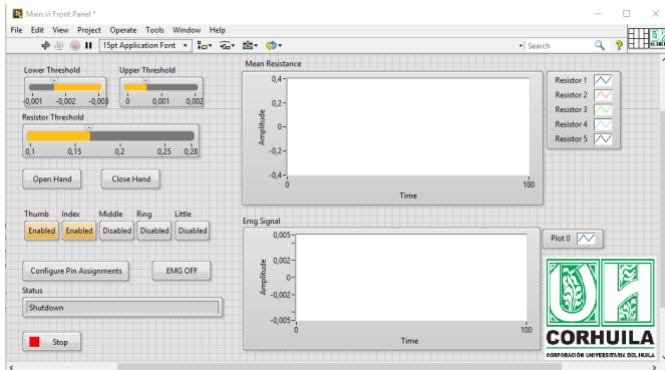 Main.vi Front Panel *
File Edit View Project Operate Tools Window Help
15pt Application Font
Search
Lower Threshold
Upper Threshold
-0,001 -0,002 -0,003
0 0,001 0,002
Resistor Threshold
0,1 0,15 0,2 0,25 0,28
Open Hand
Close Hand
Thumb Index Middle Ring Little
Enabled Enabled Disabled Disabled Disabled
Configure Pin Assignments
EMG OFF
Status
Shutdown
Stop
Mean Resistance
0,4
0,2
0
-0,2
-0,4
Amplitude
0
100
Time
Resistor 1
Resistor 2
Resistor 3
Resistor 4
Resistor 5
Emg Signal
0,005
0,002
0
-0,002
-0,005
Amplitude
Time
Plot 0
CORHUILA
CORPORACIÓN UNIVERSITARIA DEL HUILA